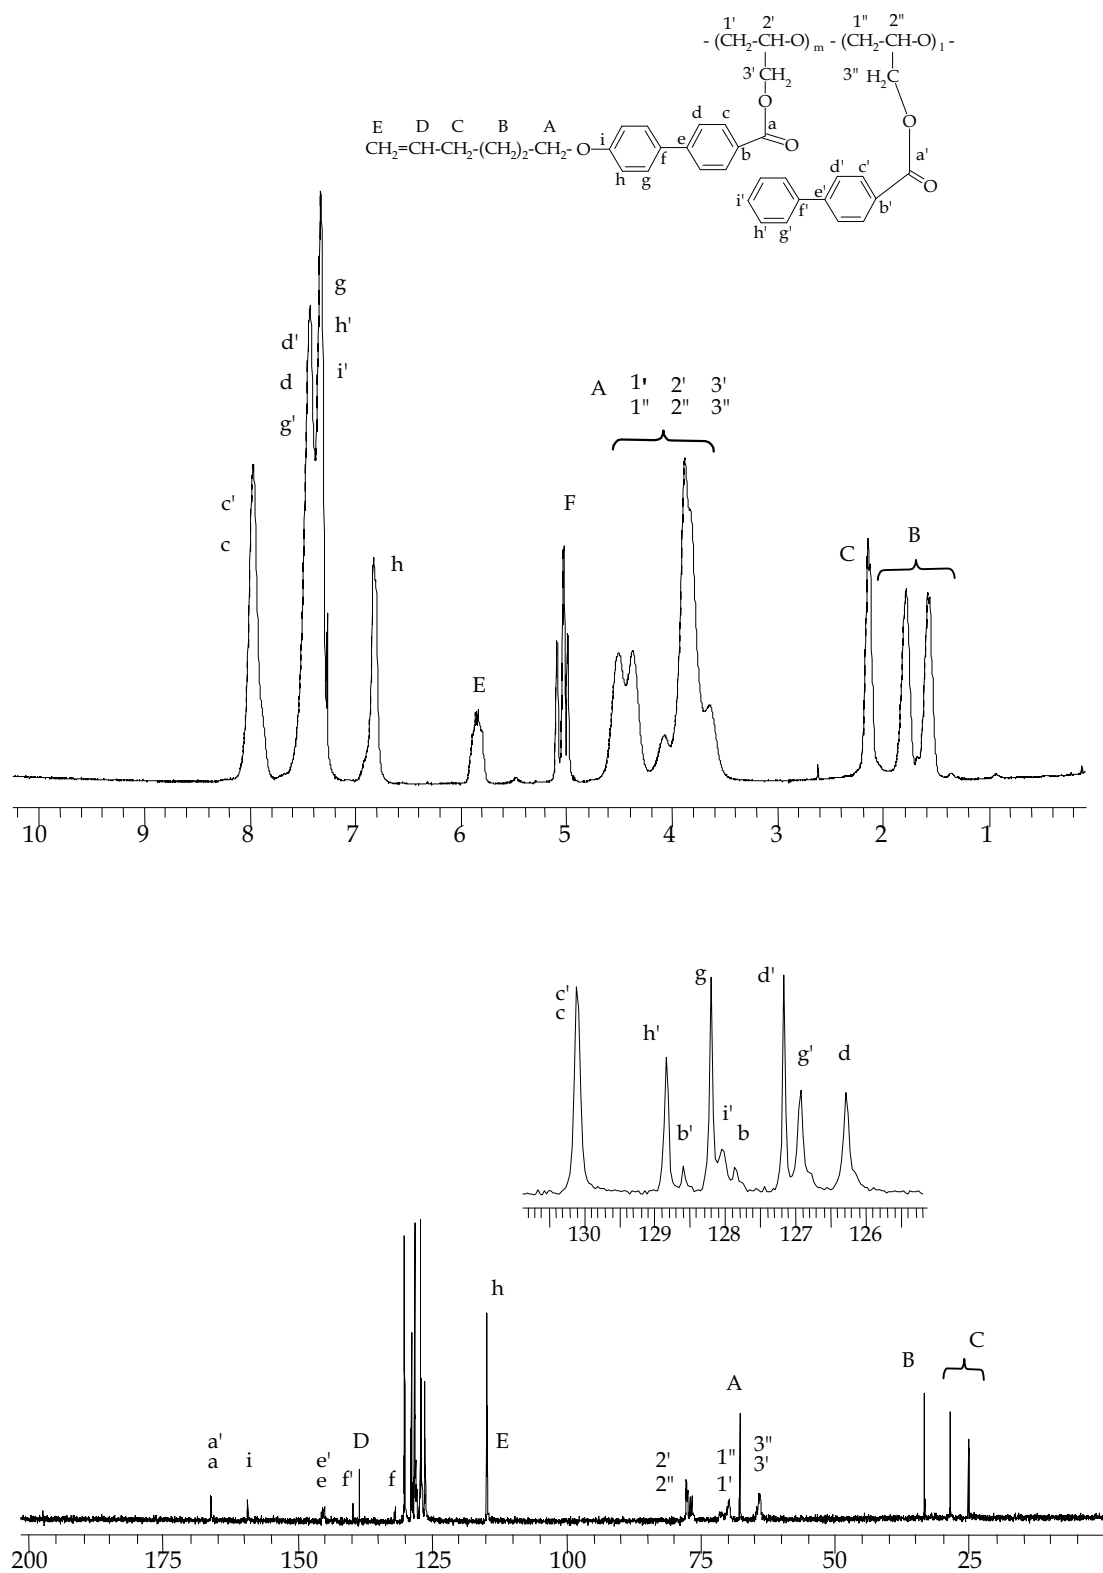 1' 2' 1" 2"
- (CH2-CH-O) m - (CH2-CH-O) l -
3' CH2 3" H2C
O
E D C B A
CH2=CH-CH2-(CH2)2-CH2-O
i h g f e d c b a
O
O
i' h' g' f' e' d' c' b' a'
O
g
d' h'
d i'
g'
A 1' 2' 3'
1" 2" 3"
c'
c
F
C B
h
E
10 9 8 7 6 5 4 3 2 1
c'
c
h'
g
d'
b' i' b
g' d
130 129 128 127 126
h
C
B
A
a'
a
i
e'
e
f'
D
f
E
2'
2"
1"
1'
3"
3'
200 175 150 125 100 75 50 25